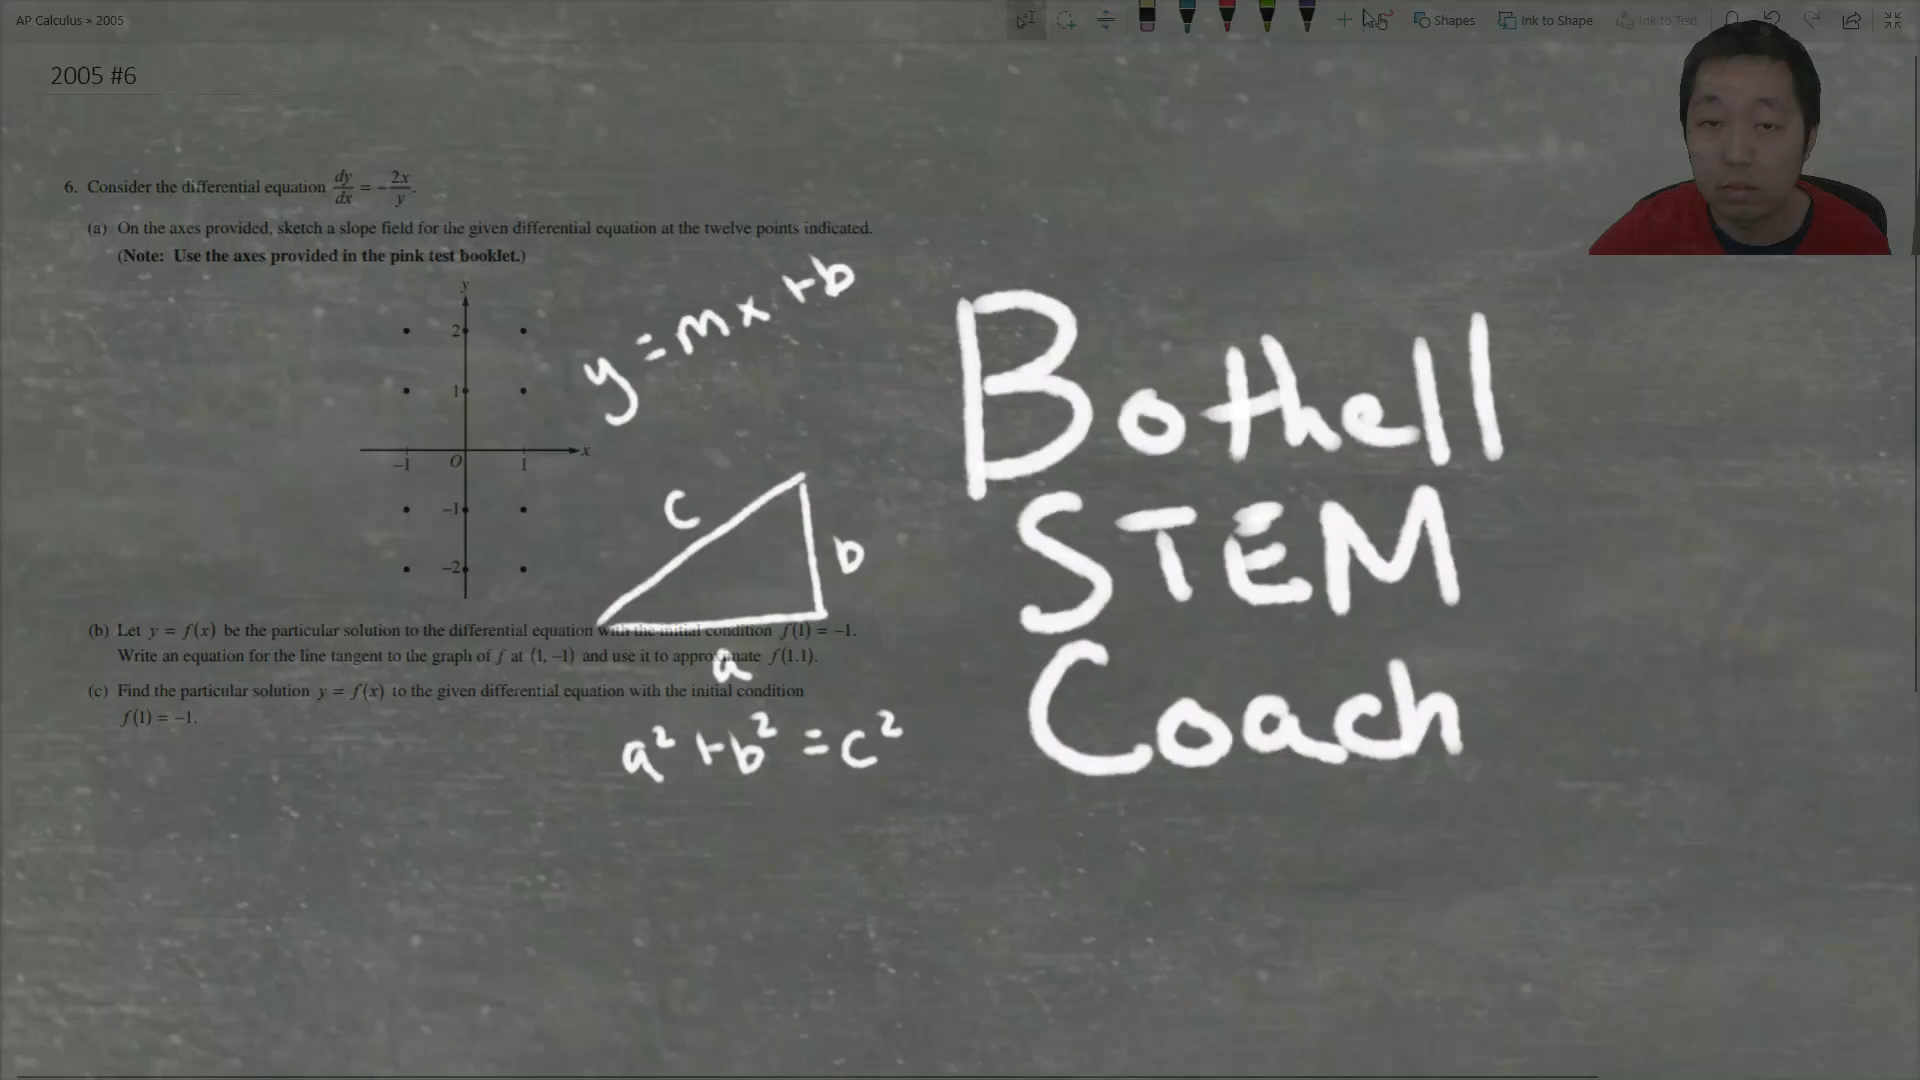 AP Calculus » 2005
Shapes
Ink to Shape
Ink to Text
2005 #6
6. Consider the differential equation dy/dx = -2x/y.
(a) On the axes provided, sketch a slope field for the given differential equation at the twelve points indicated.
(Note: Use the axes provided in the pink test booklet.)
y
2
1
-1 O 1 x
-1
-2
y = mx + b
c
b
a
a² + b² = c²
Bothell
STEM
Coach
(b) Let y = f(x) be the particular solution to the differential equation with the initial condition f(1) = -1.
Write an equation for the line tangent to the graph of f at (1, -1) and use it to approximate f(1.1).
(c) Find the particular solution y = f(x) to the given differential equation with the initial condition
f(1) = -1.